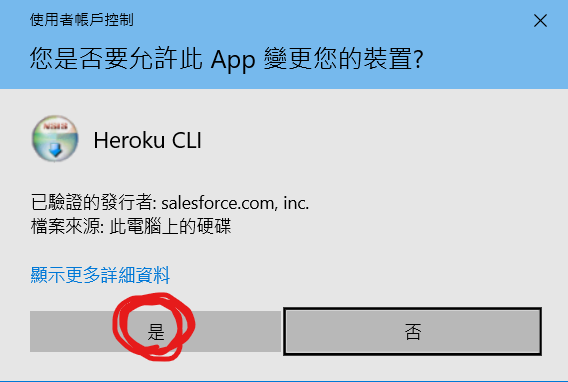 使用者帳戶控制
您是否要允許此 App 變更您的裝置?
Heroku CLI
已驗證的發行者: salesforce.com, inc.
檔案來源: 此電腦上的硬碟
顯示更多詳細資料
是
否